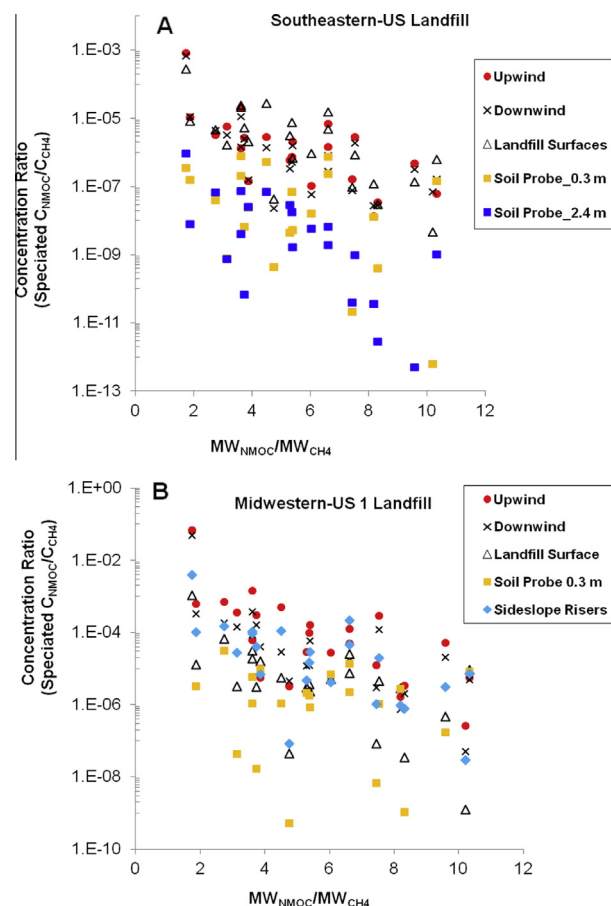 A
Southeastern-US Landfill
Concentration Ratio
(Speciated CNMOC/CCH4)
1.E-03
1.E-05
1.E-07
1.E-09
1.E-11
1.E-13
0 2 4 6 8 10 12
MWNMOC/MWCH4
Upwind
Downwind
Landfill Surfaces
Soil Probe_0.3 m
Soil Probe_2.4 m
B
Midwestern-US 1 Landfill
Concentration Ratio
(Speciated CNMOC/CCH4)
1.E+00
1.E-02
1.E-04
1.E-06
1.E-08
1.E-10
0 2 4 6 8 10 12
MWNMOC/MWCH4
Upwind
Downwind
Landfill Surface
Soil Probe 0.3 m
Sideslope Risers